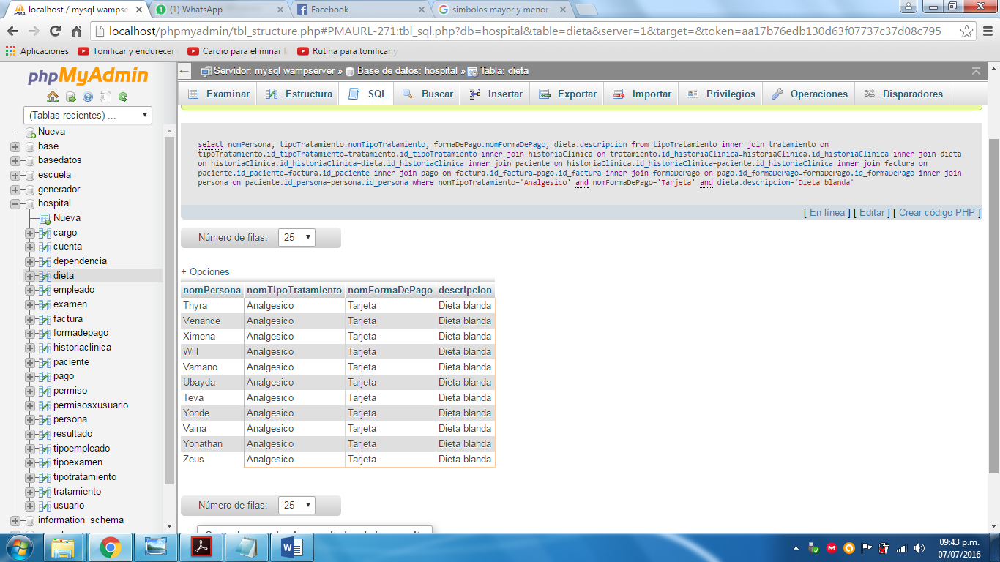 localhost / mysql wampse
(1) WhatsApp
Facebook
simbolos mayor y menor
localhost/phpmyadmin/tbl_structure.php#PMAURL-271:tbl_sql.php?db=hospital&table=dieta&server=1&target=&token=aa17b76edb130d63f07737c37d08c795
Aplicaciones
Tonificar y endurecer
Cardio para eliminar l
Rutina para tonificar y
phpMyAdmin
(Tablas recientes) ...
Nueva
base
basedatos
escuela
generador
hospital
Nueva
cargo
cuenta
dependencia
dieta
empleado
examen
factura
formadepago
historiaclinica
paciente
pago
permiso
permisosxusuario
persona
resultado
tipoempleado
tipoexamen
tipotratamiento
tratamiento
usuario
information_schema
Servidor: mysql wampserver » Base de datos: hospital » Tabla: dieta
Examinar
Estructura
SQL
Buscar
Insertar
Exportar
Importar
Privilegios
Operaciones
Disparadores
select nomPersona, tipoTratamiento.nomTipoTratamiento, formaDePago.nomFormaDePago, dieta.descripcion from tipoTratamiento inner join tratamiento on
tipoTratamiento.id_tipoTratamiento=tratamiento.id_tipoTratamiento inner join historiaClinica on tratamiento.id_historiaClinica=historiaClinica.id_historiaClinica inner join dieta
on historiaClinica.id_historiaClinica=dieta.id_historiaClinica inner join paciente on historiaClinica.id_historiaClinica=paciente.id_historiaClinica inner join factura on
paciente.id_paciente=factura.id_paciente inner join pago on factura.id_factura=pago.id_factura inner join formaDePago on pago.id_formaDePago=formaDePago.id_formaDePago inner join
persona on paciente.id_persona=persona.id_persona where nomTipoTratamiento='Analgesico' and nomFormaDePago='Tarjeta' and dieta.descripcion='Dieta blanda'
[ En línea ] [ Editar ] [ Crear código PHP ]
Número de filas: 25
+ Opciones
nomPersona nomTipoTratamiento nomFormaDePago descripcion
Thyra Analgesico Tarjeta Dieta blanda
Venance Analgesico Tarjeta Dieta blanda
Ximena Analgesico Tarjeta Dieta blanda
Will Analgesico Tarjeta Dieta blanda
Vamano Analgesico Tarjeta Dieta blanda
Ubayda Analgesico Tarjeta Dieta blanda
Teva Analgesico Tarjeta Dieta blanda
Yonde Analgesico Tarjeta Dieta blanda
Vaina Analgesico Tarjeta Dieta blanda
Yonathan Analgesico Tarjeta Dieta blanda
Zeus Analgesico Tarjeta Dieta blanda
Número de filas: 25
09:43 p.m.
07/07/2016